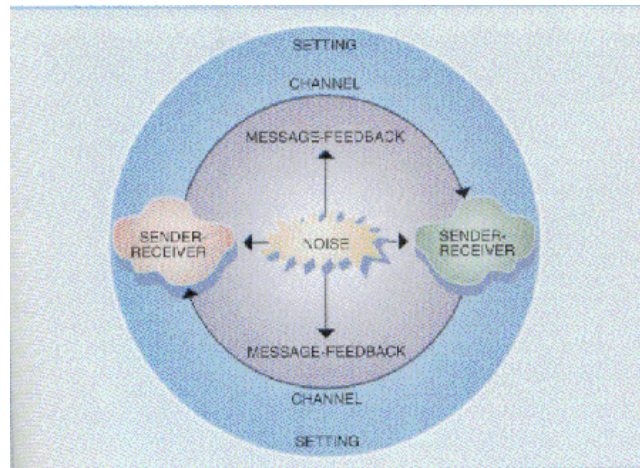 SETTING
CHANNEL
MESSAGE-FEEDBACK
SENDER-
RECEIVER
NOISE
SENDER-
RECEIVER
MESSAGE-FEEDBACK
CHANNEL
SETTING